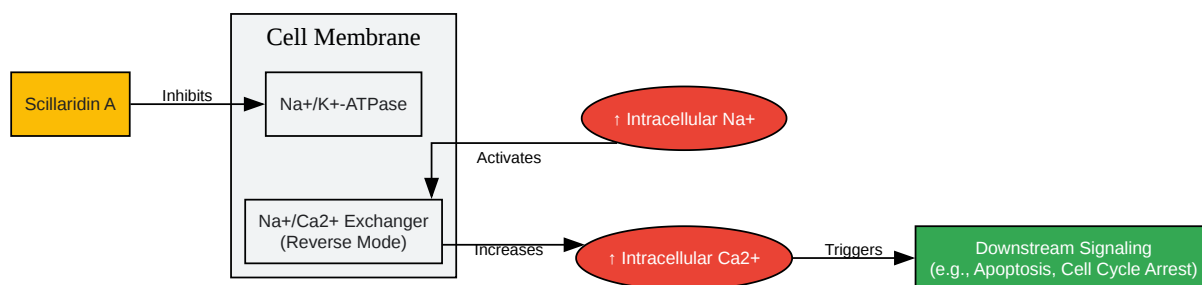 Cell Membrane
Scillaridin A
Inhibits
Na+/K+-ATPase
↑ Intracellular Na+
Activates
Na+/Ca2+ Exchanger
(Reverse Mode)
Increases
↑ Intracellular Ca2+
Triggers
Downstream Signaling
(e.g., Apoptosis, Cell Cycle Arrest)